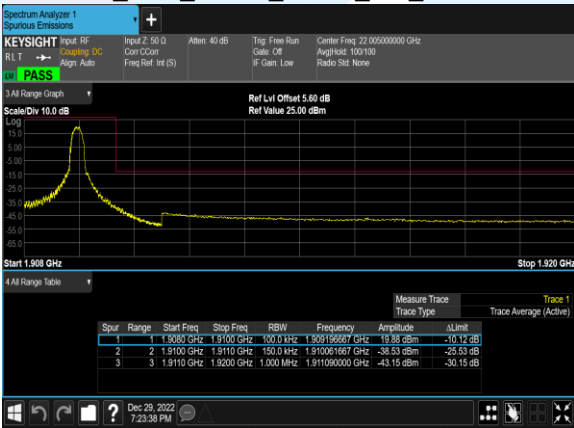 Spectrum Analyzer 1
Spurious Emissions
+
KEYSIGHT Input: RF Input Z: 50 Ω Atten: 40 dB Trig: Free Run Center Freq: 22.005000000 GHz
RLT Coupling: DC Corr CCorr Gate: Off Avg|Hold: 100/100
Align: Auto Freq Ref: Int (S) IF Gain: Low Radio Std: None
LW PASS
3 All Range Graph
Ref Lvl Offset 5.60 dB
Scale/Div 10.0 dB Ref Value 25.00 dBm
Log
15.0
5.00
-5.00
-15.0
-25.0
-35.0
-45.0
-55.0
-65.0
Start 1.908 GHz Stop 1.920 GHz
4 All Range Table
Measure Trace Trace 1
Trace Type Trace Average (Active)
Spur Range Start Freq Stop Freq RBW Frequency Amplitude ΔLimit
1 1 1.9080 GHz 1.9100 GHz 100.0 kHz 1.909196667 GHz 19.88 dBm -10.12 dB
2 2 1.9100 GHz 1.9110 GHz 150.0 kHz 1.910061667 GHz -38.53 dBm -25.53 dB
3 3 1.9110 GHz 1.9200 GHz 1.000 MHz 1.911090000 GHz -43.15 dBm -30.15 dB
? Dec 29, 2022
7:23:38 PM